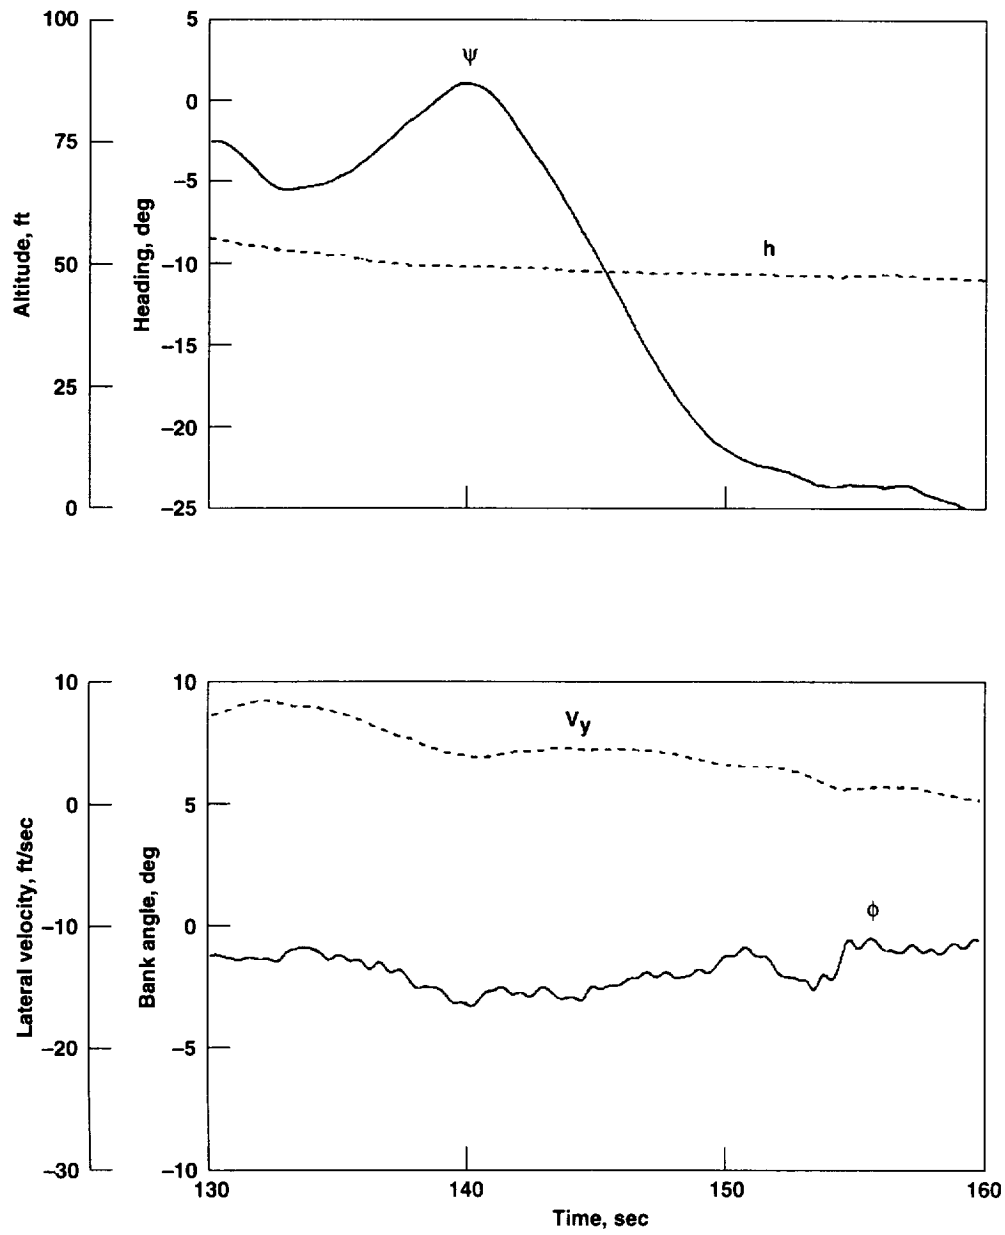 100
75
50
25
0
Altitude, ft
5
0
−5
−10
−15
−20
−25
Heading, deg
ψ
h
10
0
−10
−20
−30
Lateral velocity, ft/sec
10
5
0
−5
−10
Bank angle, deg
Vy
ϕ
130 140 150 160
Time, sec